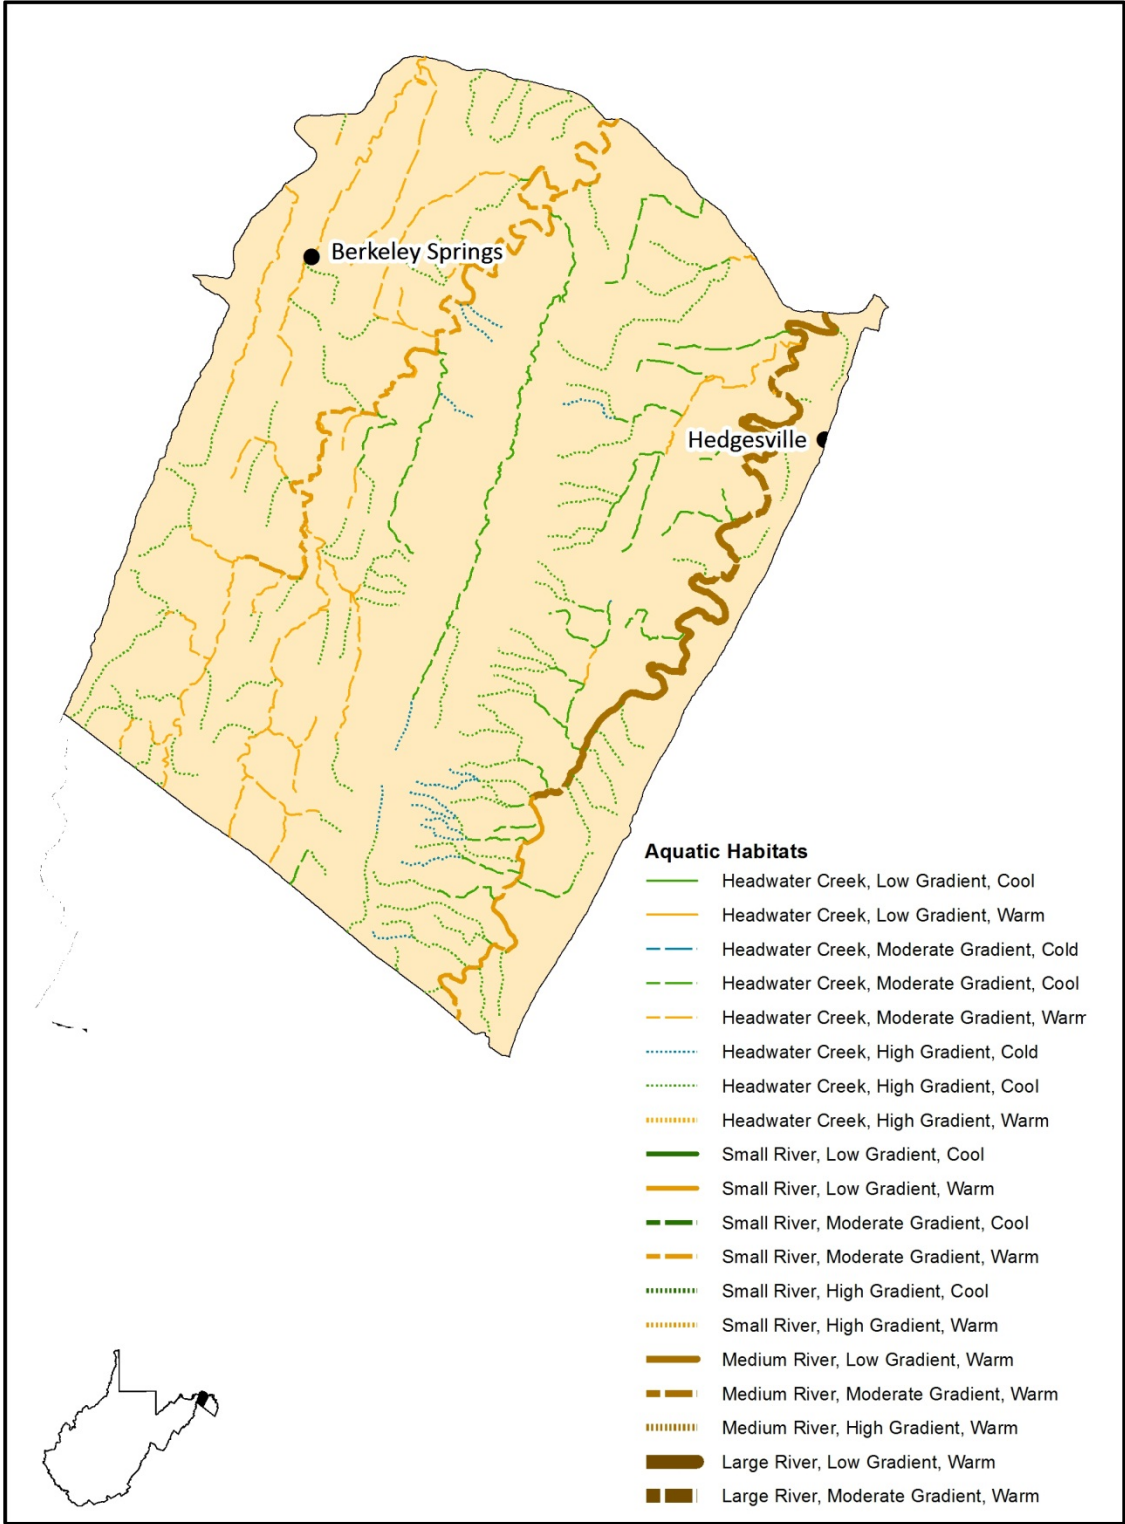 Berkeley Springs
Hedgesville
Aquatic Habitats
Headwater Creek, Low Gradient, Cool
Headwater Creek, Low Gradient, Warm
Headwater Creek, Moderate Gradient, Cold
Headwater Creek, Moderate Gradient, Cool
Headwater Creek, Moderate Gradient, Warm
Headwater Creek, High Gradient, Cold
Headwater Creek, High Gradient, Cool
Headwater Creek, High Gradient, Warm
Small River, Low Gradient, Cool
Small River, Low Gradient, Warm
Small River, Moderate Gradient, Cool
Small River, Moderate Gradient, Warm
Small River, High Gradient, Cool
Small River, High Gradient, Warm
Medium River, Low Gradient, Warm
Medium River, Moderate Gradient, Warm
Medium River, High Gradient, Warm
Large River, Low Gradient, Warm
Large River, Moderate Gradient, Warm